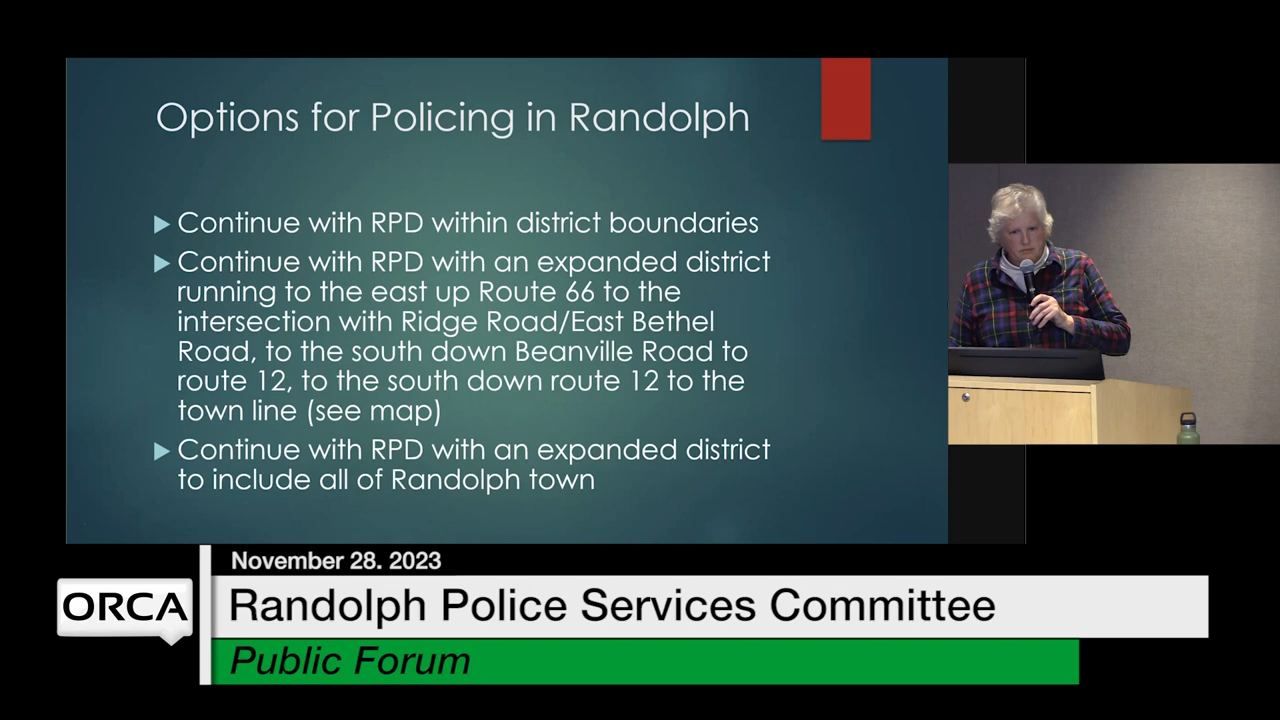 Options for Policing in Randolph
Continue with RPD within district boundaries
Continue with RPD with an expanded district
running to the east up Route 66 to the
intersection with Ridge Road/East Bethel
Road, to the south down Beanville Road to
route 12, to the south down route 12 to the
town line (see map)
Continue with RPD with an expanded district
to include all of Randolph town
November 28. 2023
ORCA
Randolph Police Services Committee
Public Forum